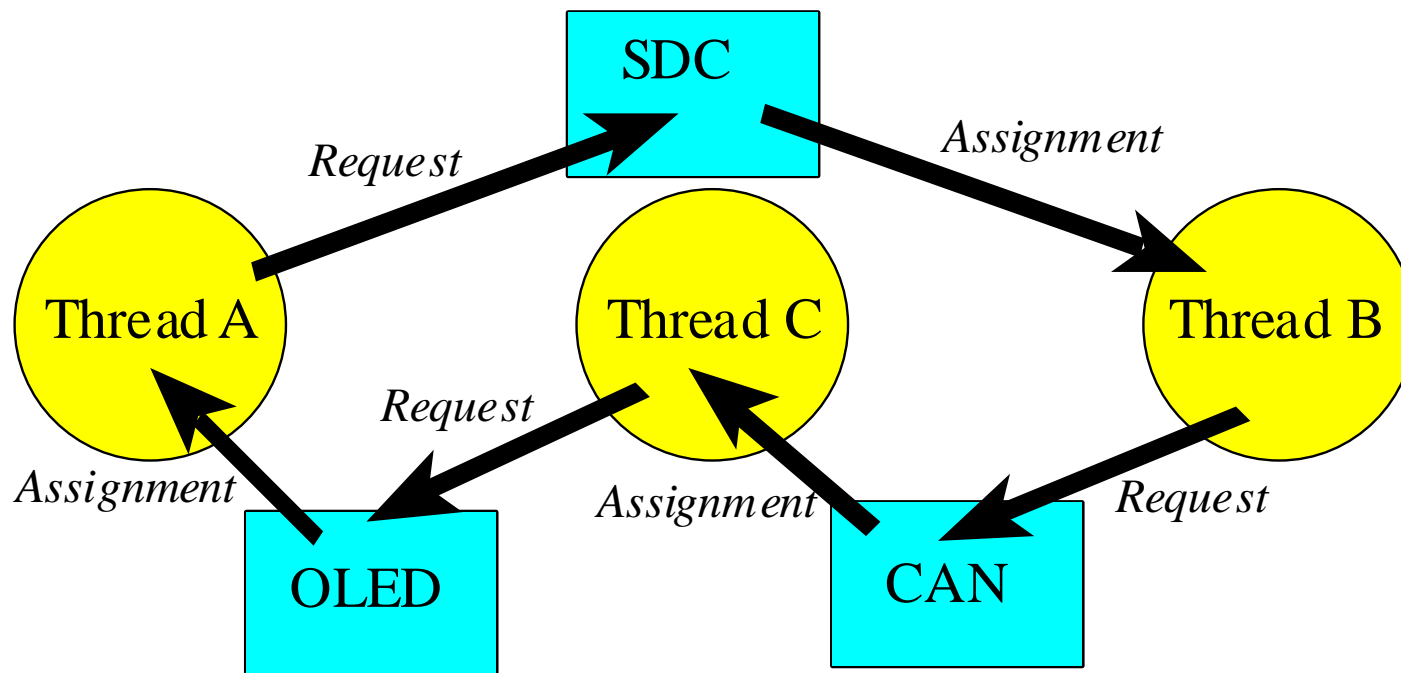 SDC
Assignment
Request
Thread A
Thread C
Thread B
Request
Assignment
Assignment
Request
OLED
CAN